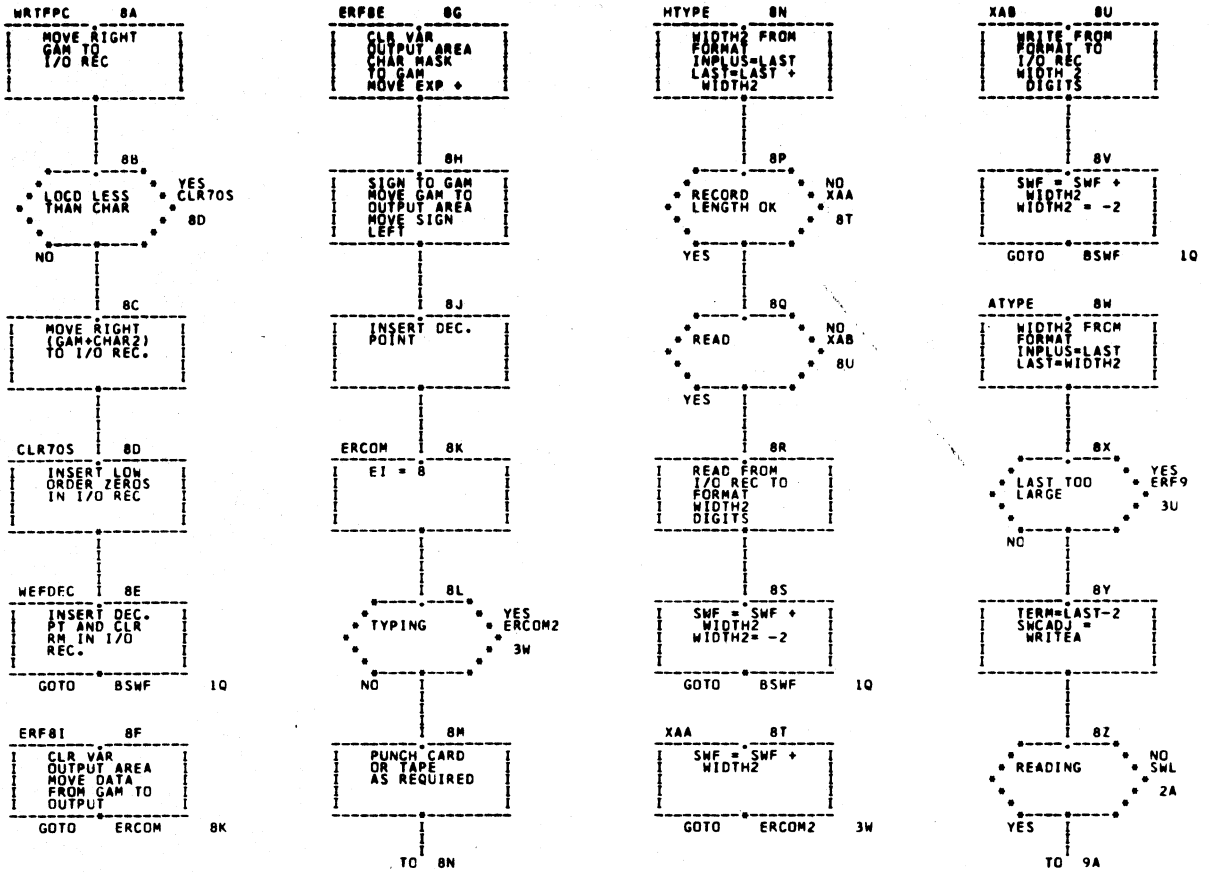 WRTFPC 8A
MOVE RIGHT
GAM TO
I/O REC
8B
LOCD LESS
THAN CHAR
YES
CLR70S
8D
NO
8C
MOVE RIGHT
(GAM+CHAR2)
TO I/O REC.
CLR70S 8D
INSERT LOW
ORDER ZEROS
IN I/O REC
WEFDEC 8E
INSERT DEC.
PT AND CLR
RM IN I/O
REC.
GOTO BSWF 1Q
ERF8I 8F
CLR VAR
OUTPUT AREA
MOVE DATA
FROM GAM TO
OUTPUT
GOTO ERCOM 8K
ERF8E 8G
CLR VAR
OUTPUT AREA
CHAR MASK
TO GAM
MOVE EXP +
8H
SIGN TO GAM
MOVE GAM TO
OUTPUT AREA
MOVE SIGN
LEFT
8J
INSERT DEC.
POINT
ERCOM 8K
EI = 8
8L
TYPING
YES
ERCOM2
3W
NO
8M
PUNCH CARD
OR TAPE
AS REQUIRED
TO 8N
HTYPE 8N
WIDTH2 FROM
FORMAT
INPLUS=LAST
LAST=LAST +
WIDTH2
8P
RECORD
LENGTH OK
NO
XAA
8T
YES
8Q
READ
NO
XAB
8U
YES
8R
READ FROM
I/O REC TO
FORMAT
WIDTH2
DIGITS
8S
SWF = SWF +
WIDTH2
WIDTH2= -2
GOTO BSWF 1Q
XAA 8T
SWF = SWF +
WIDTH2
GOTO ERCOM2 3W
XAB 8U
WRITE FROM
FORMAT TO
I/O REC
WIDTH 2
DIGITS
8V
SWF = SWF +
WIDTH2
WIDTH2 = -2
GOTO BSWF 1Q
ATYPE 8W
WIDTH2 FROM
FORMAT
INPLUS=LAST
LAST=WIDTH2
8X
LAST TOO
LARGE
YES
ERF9
3U
NO
8Y
TERM=LAST-2
SWCADJ =
WRITEA
8Z
READING
NO
SWL
2A
YES
TO 9A